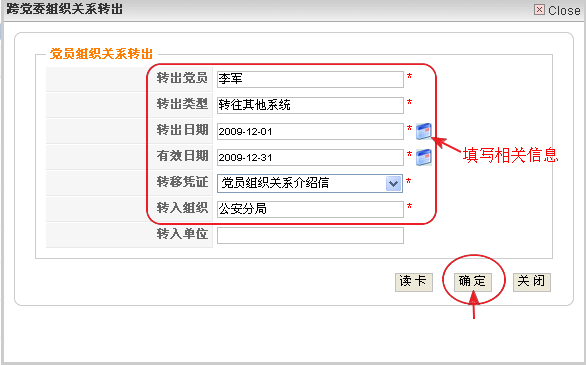 跨党委组织关系转出 Close
党员组织关系转出
转出党员 李军 *
转出类型 转往其他系统 *
转出日期 2009-12-01 *
有效日期 2009-12-31 *
填写相关信息
转移凭证 党员组织关系介绍信 *
转入组织 公安分局 *
转入单位
读卡 确定 关闭